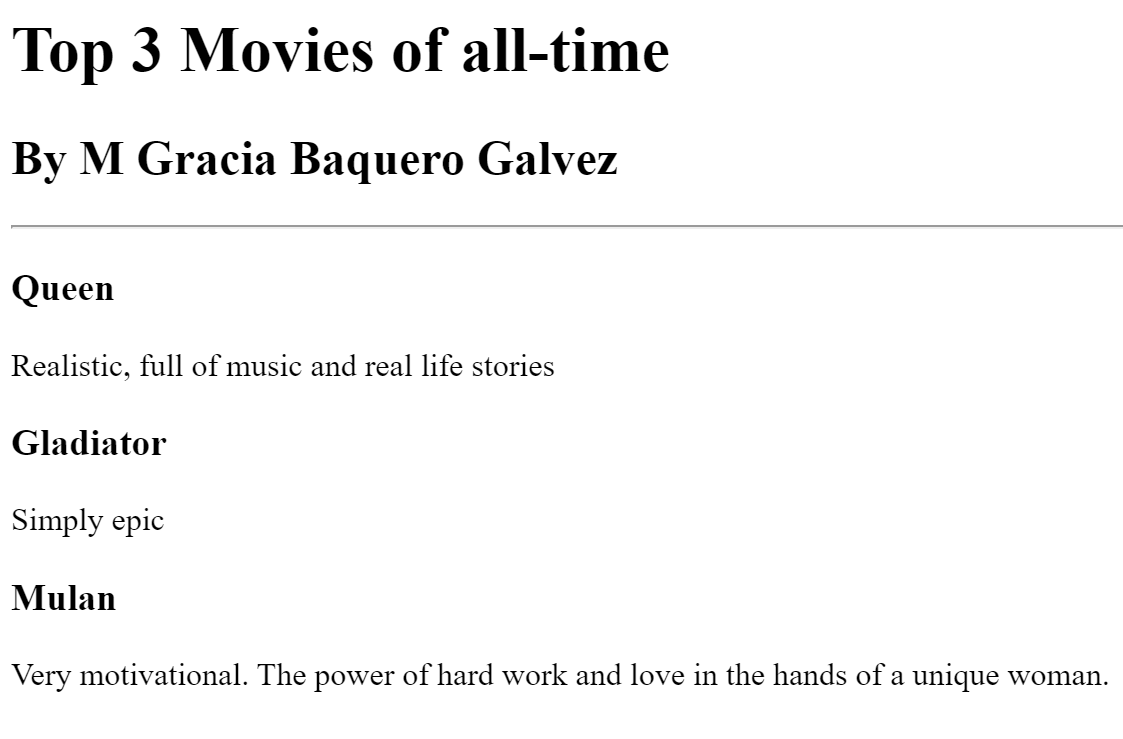 Top 3 Movies of all-time
By M Gracia Baquero Galvez
Queen
Realistic, full of music and real life stories
Gladiator
Simply epic
Mulan
Very motivational. The power of hard work and love in the hands of a unique woman.